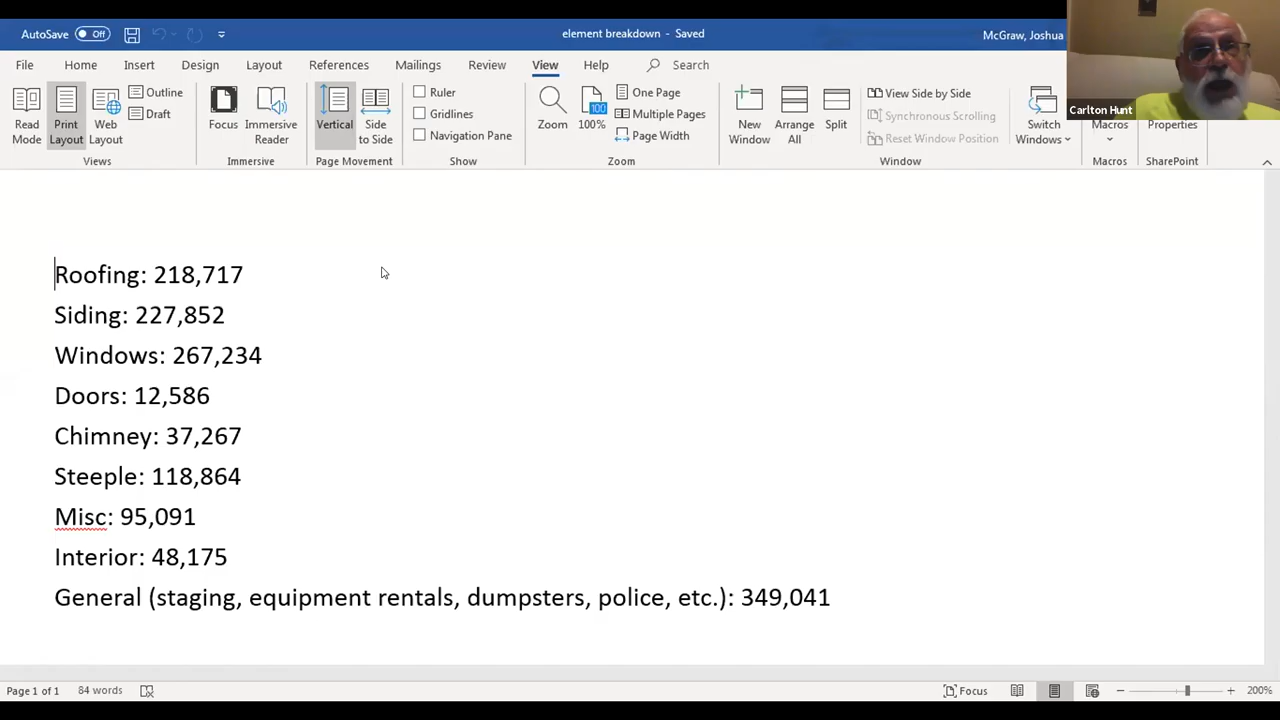 AutoSave Off element breakdown - Saved McGraw, Joshua
File Home Insert Design Layout References Mailings Review View Help Search
Read Mode
Print Layout
Web Layout
Outline
Draft
Views
Focus
Immersive Reader
Immersive
Vertical
Side to Side
Page Movement
Ruler
Gridlines
Navigation Pane
Show
Zoom
100
100%
One Page
Multiple Pages
Page Width
Zoom
New Window
Arrange All
Split
View Side by Side
Synchronous Scrolling
Reset Window Position
Window
Switch Windows
Macros
Macros
Properties
SharePoint
Carlton Hunt
Roofing: 218,717
Siding: 227,852
Windows: 267,234
Doors: 12,586
Chimney: 37,267
Steeple: 118,864
Misc: 95,091
Interior: 48,175
General (staging, equipment rentals, dumpsters, police, etc.): 349,041
Page 1 of 1 84 words Focus 200%